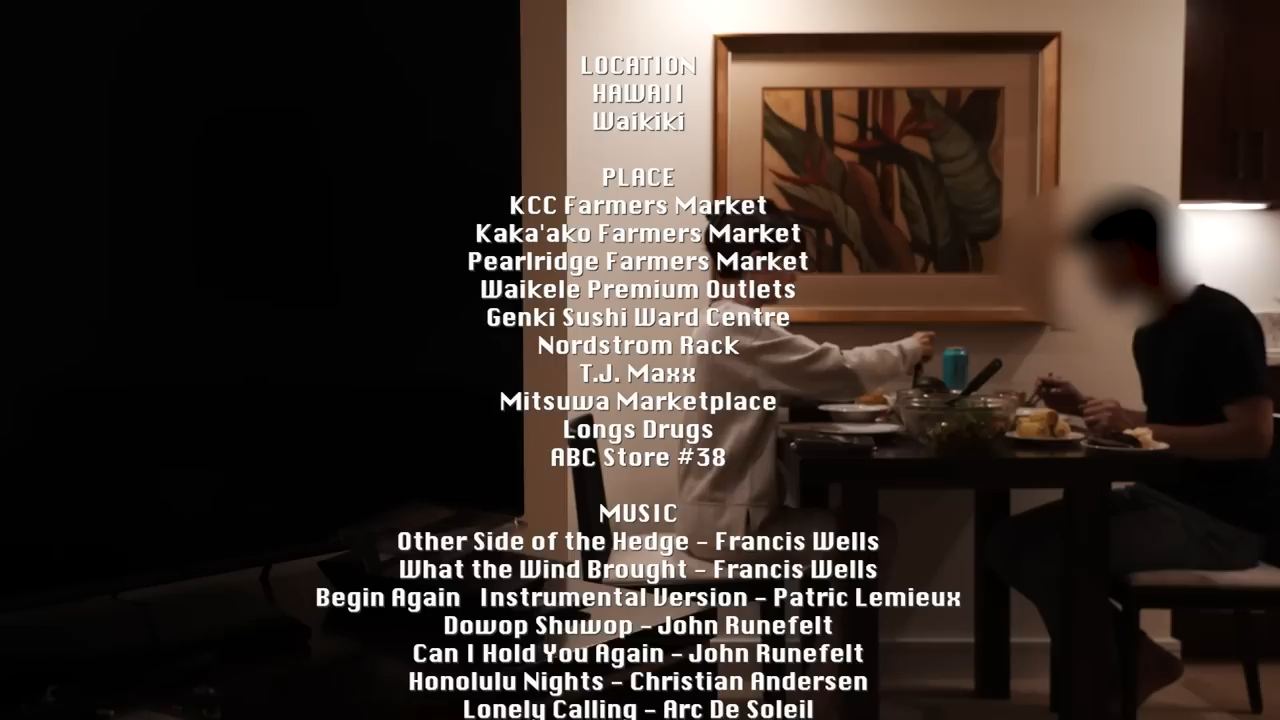 LOCATION
HAWAII
Waikiki
PLACE
KCC Farmers Market
Kaka'ako Farmers Market
Pearlridge Farmers Market
Waikele Premium Outlets
Genki Sushi Ward Centre
Nordstrom Rack
T.J. Maxx
Mitsuwa Marketplace
Longs Drugs
ABC Store #38
MUSIC
Other Side of the Hedge - Francis Wells
What the Wind Brought - Francis Wells
Begin Again Instrumental Version - Patric Lemieux
Dowop Shuwop - John Runefelt
Can I Hold You Again - John Runefelt
Honolulu Nights - Christian Andersen
Lonely Calling - Arc De Soleil